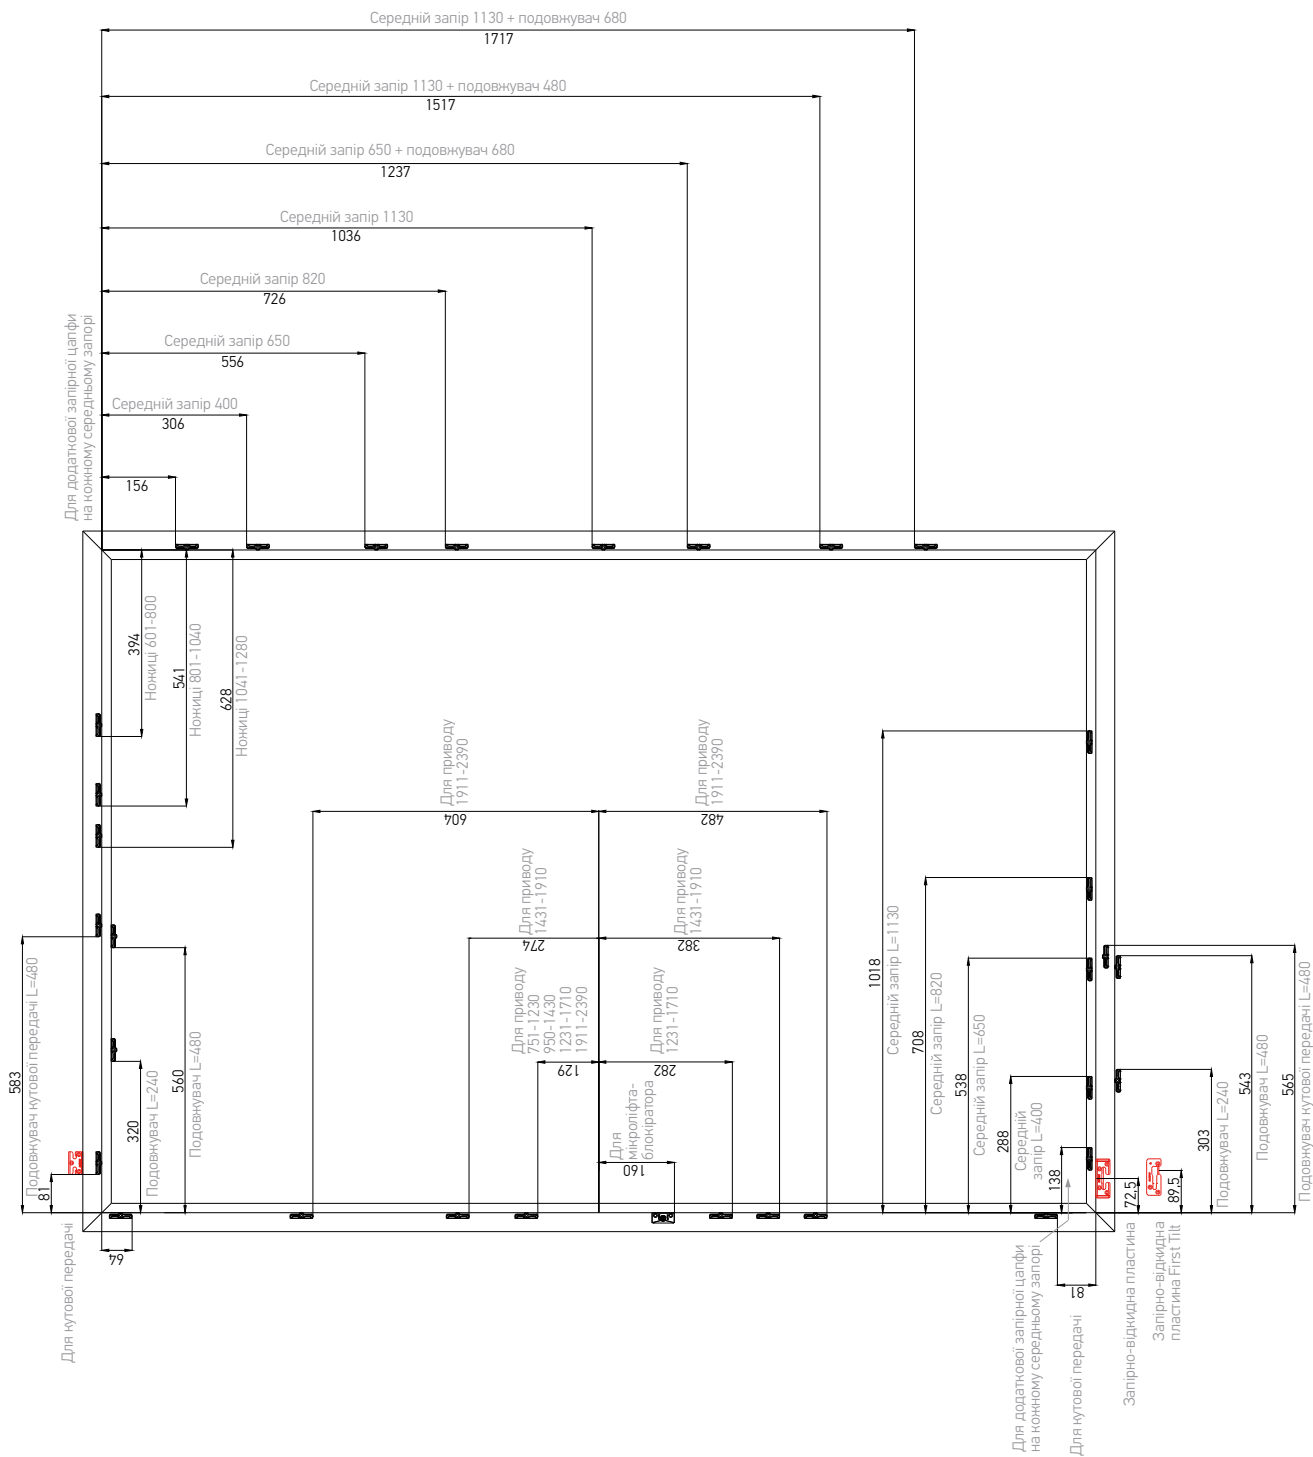 Середній запір 1130 + подовжувач 680
1717
Середній запір 1130 + подовжувач 480
1517
Середній запір 650 + подовжувач 680
1237
Середній запір 1130
1036
Середній запір 820
726
Середній запір 650
556
Середній запір 400
306
156
Для додаткової запірної цапфи
на кожному середньому запорі
394
Ножиці 601-800
541
Ножиці 801-1040
628
Ножиці 1041-1280
Для приводу
1911-2390
604
Для приводу
1911-2390
482
Для приводу
1431-1910
274
Для приводу
1431-1910
382
Для приводу
751-1230
950-1430
1231-1710
1911-2390
129
Для приводу
1231-1710
282
Для
мікроліфта-
блокіратора
160
1018
Середній запір L=1130
708
Середній запір L=820
538
Середній запір L=650
288
Середній
запір L=400
138
583
Подовжувач кутової передачі L=480
81
320
Подовжувач L=240
560
Подовжувач L=480
64
Для кутової передачі
72,5
89,5
303
Подовжувач L=240
543
Подовжувач L=480
565
Подовжувач кутової передачі L=480
81
Для додаткової запірної цапфи
на кожному середньому запорі
Для кутової передачі
Запірно-відкидна пластина
Запірно-відкидна
пластина First Tilt